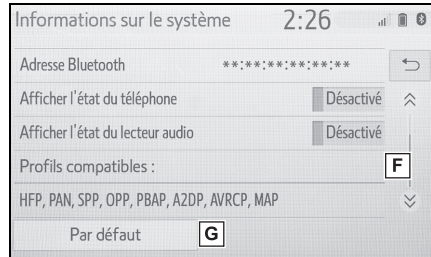 Informations sur le système 2:26
Adresse Bluetooth **:**:**:**:**:**
Afficher l'état du téléphone Désactivé
Afficher l'état du lecteur audio Désactivé
Profils compatibles :
F
HFP, PAN, SPP, OPP, PBAP, A2DP, AVRCP, MAP
Par défaut G